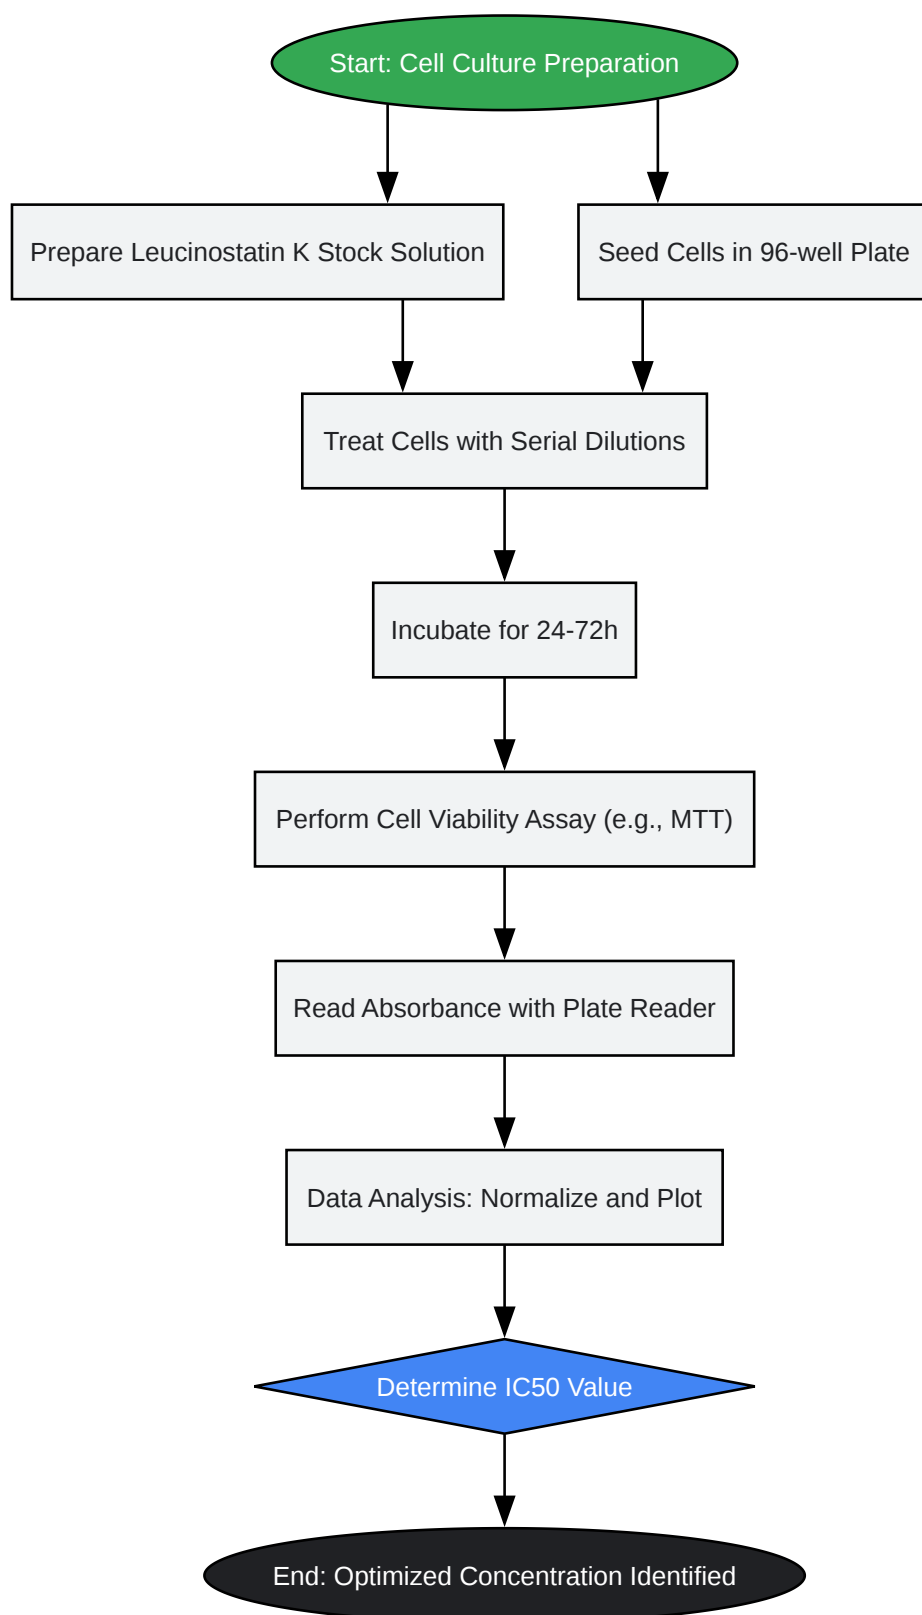 Start: Cell Culture Preparation
Prepare Leucinostatin K Stock Solution
Seed Cells in 96-well Plate
Treat Cells with Serial Dilutions
Incubate for 24-72h
Perform Cell Viability Assay (e.g., MTT)
Read Absorbance with Plate Reader
Data Analysis: Normalize and Plot
Determine IC50 Value
End: Optimized Concentration Identified